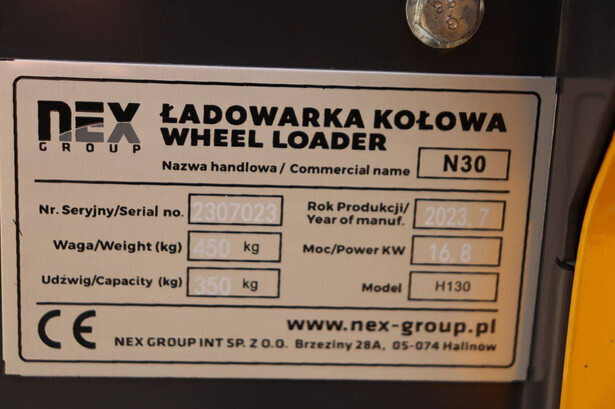 NEX GROUP
ŁADOWARKA KOŁOWA
WHEEL LOADER
Nazwa handlowa / Commercial name N30
Nr. Seryjny/Serial no. 2307023
Rok Produkcji/ Year of manuf. 2023.7
Waga/Weight (kg) 450 kg
Moc/Power KW 16.8
Udźwig/Capacity (kg) 350 kg
Model H130
CE
www.nex-group.pl
NEX GROUP INT SP. Z O.O. Brzeziny 28A, 05-074 Halinów